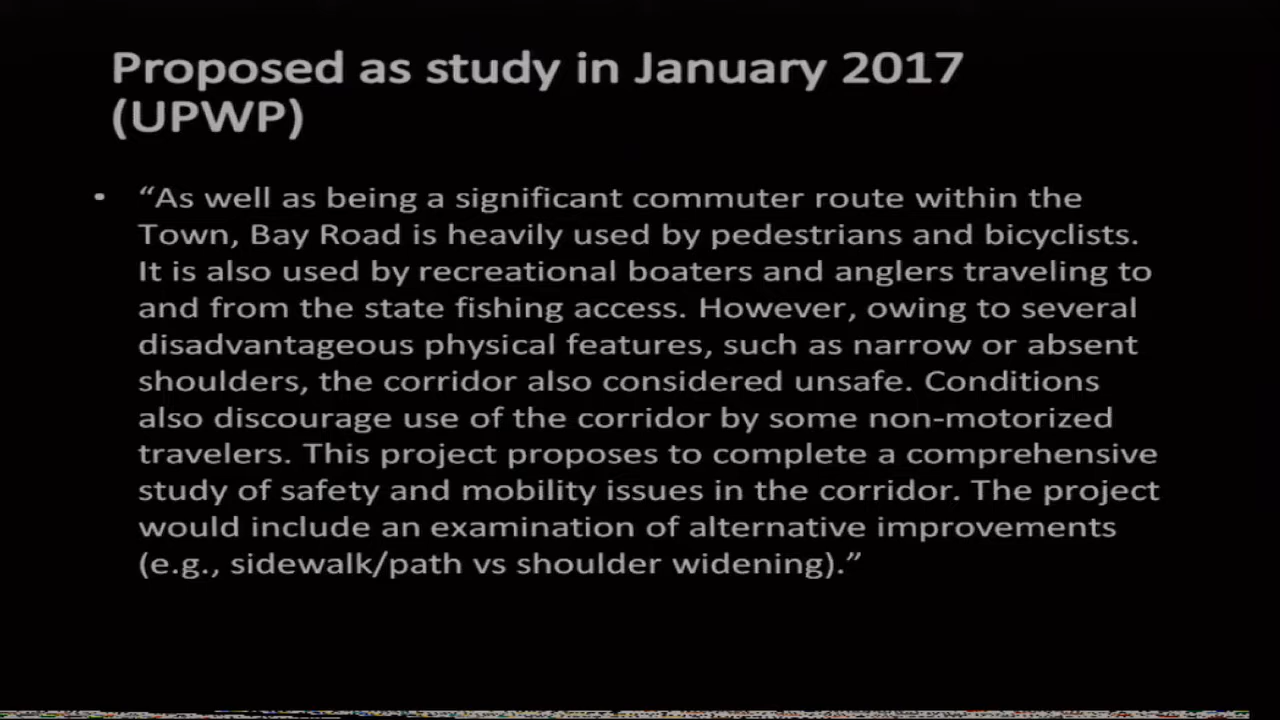 Proposed as study in January 2017
(UPWP)
• “As well as being a significant commuter route within the
Town, Bay Road is heavily used by pedestrians and bicyclists.
It is also used by recreational boaters and anglers traveling to
and from the state fishing access. However, owing to several
disadvantageous physical features, such as narrow or absent
shoulders, the corridor also considered unsafe. Conditions
also discourage use of the corridor by some non-motorized
travelers. This project proposes to complete a comprehensive
study of safety and mobility issues in the corridor. The project
would include an examination of alternative improvements
(e.g., sidewalk/path vs shoulder widening).”